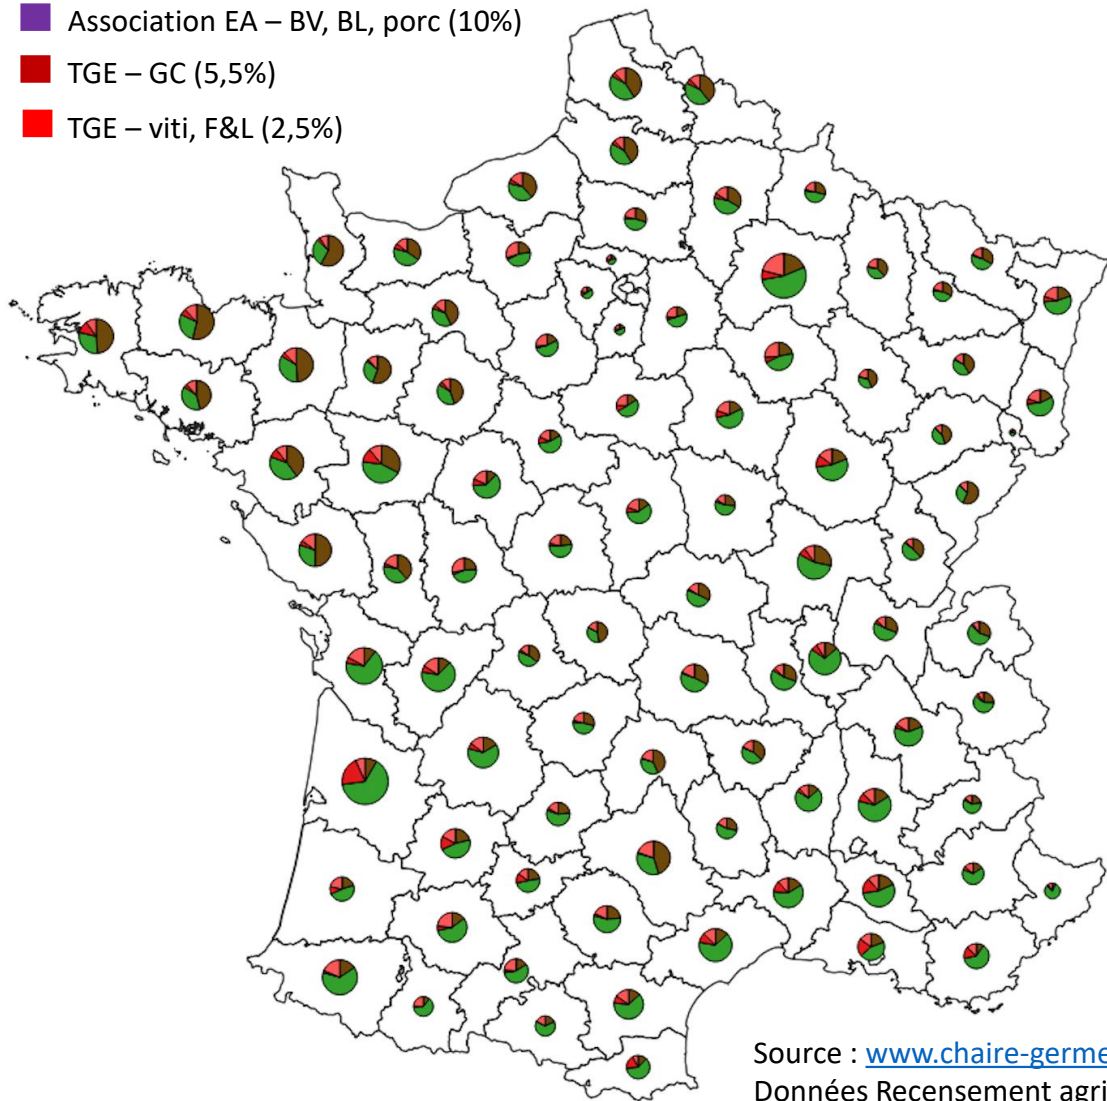 Association EA – BV, BL, porc (10%)
TGE – GC (5,5%)
TGE – viti, F&L (2,5%)
Source : www.chaire-germe
Données Recensement agri